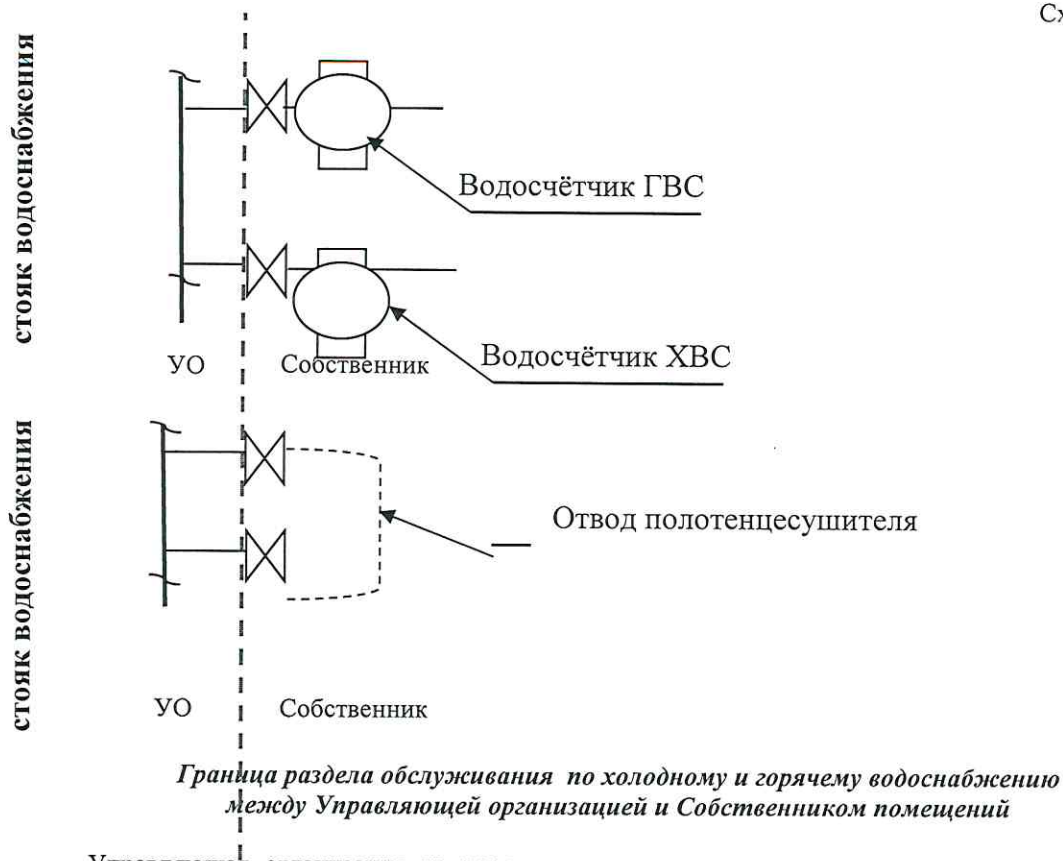 Сх
стояк водоснабжения
Водосчётчик ГВС
Водосчётчик ХВС
УО Собственник
стояк водоснабжения
Отвод полотенцесушителя
УО Собственник
Граница раздела обслуживания по холодному и горячему водоснабжению
между Управляющей организацией и Собственником помещений